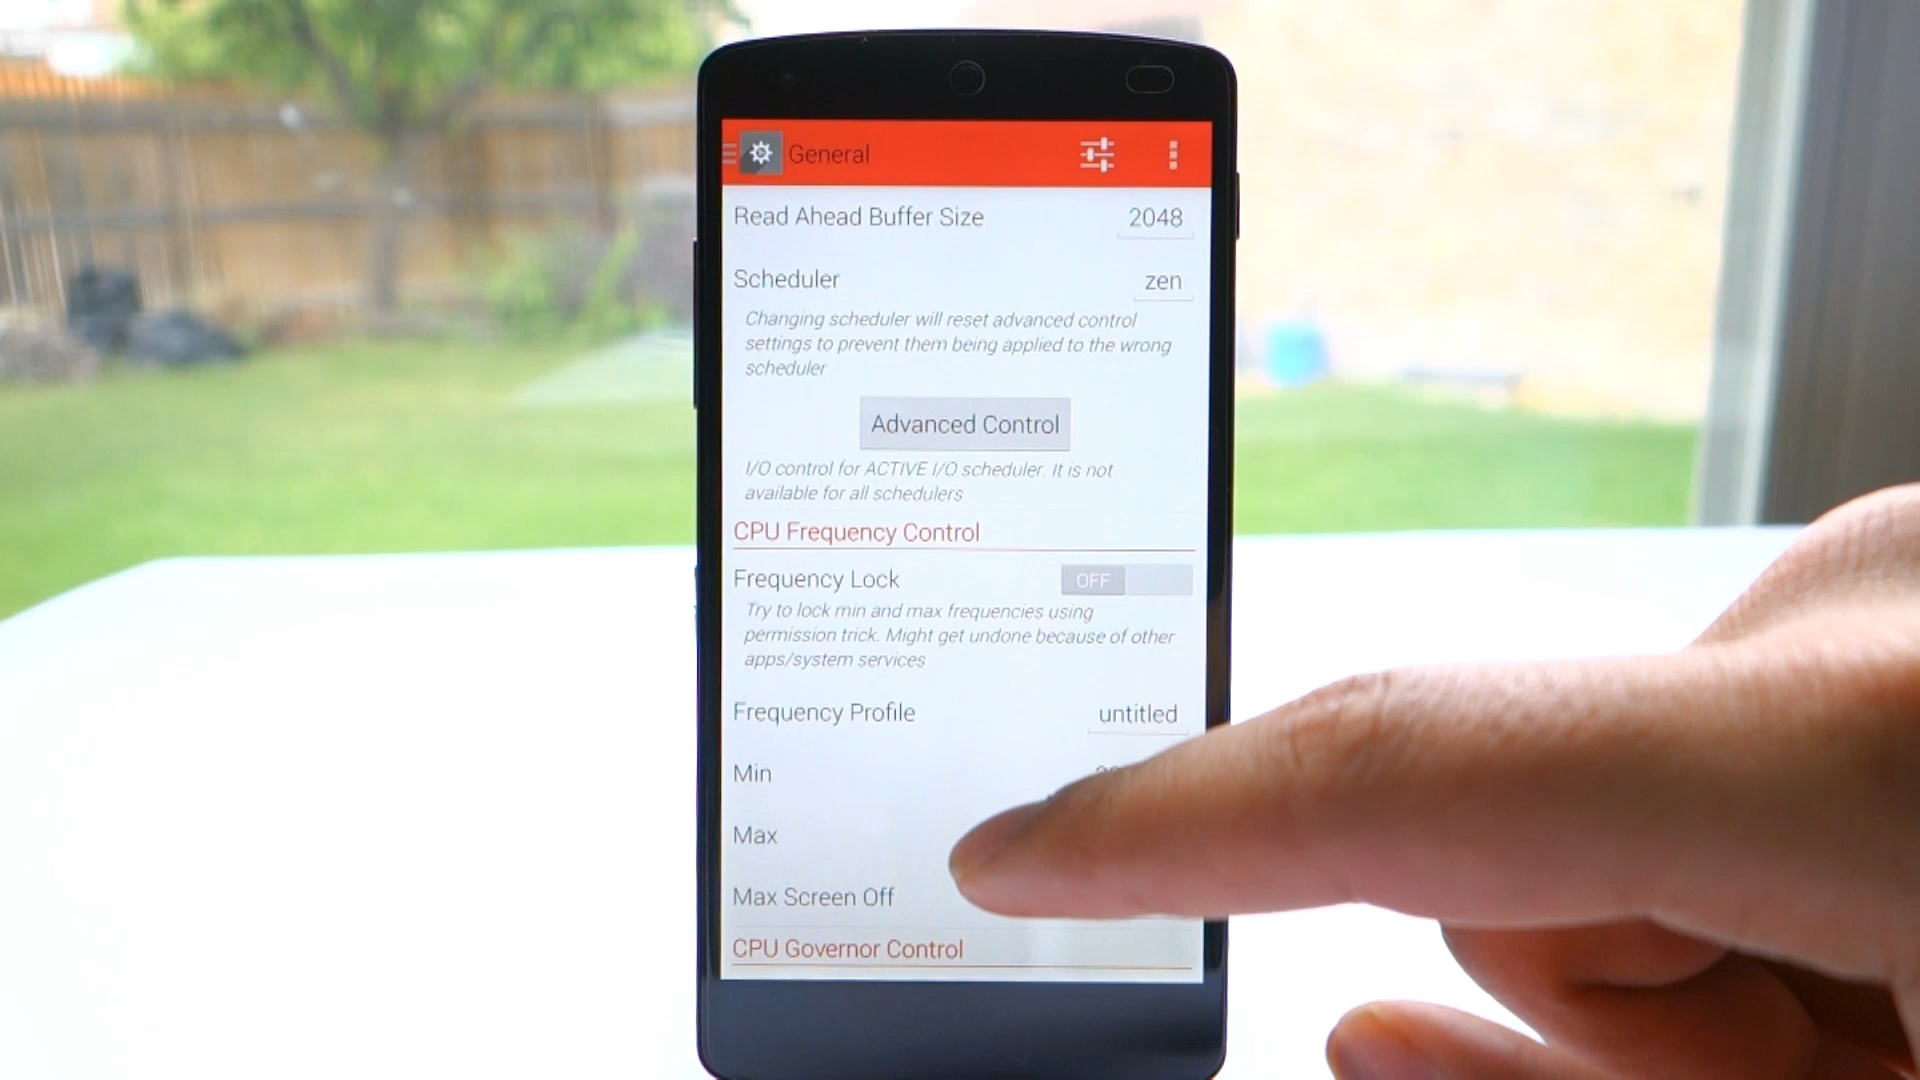 General
Read Ahead Buffer Size 2048
Scheduler zen
Changing scheduler will reset advanced control
settings to prevent them being applied to the wrong
scheduler
Advanced Control
I/O control for ACTIVE I/O scheduler. It is not
available for all schedulers
CPU Frequency Control
Frequency Lock OFF
Try to lock min and max frequencies using
permission trick. Might get undone because of other
apps/system services
Frequency Profile untitled
Min
Max
Max Screen Off
CPU Governor Control